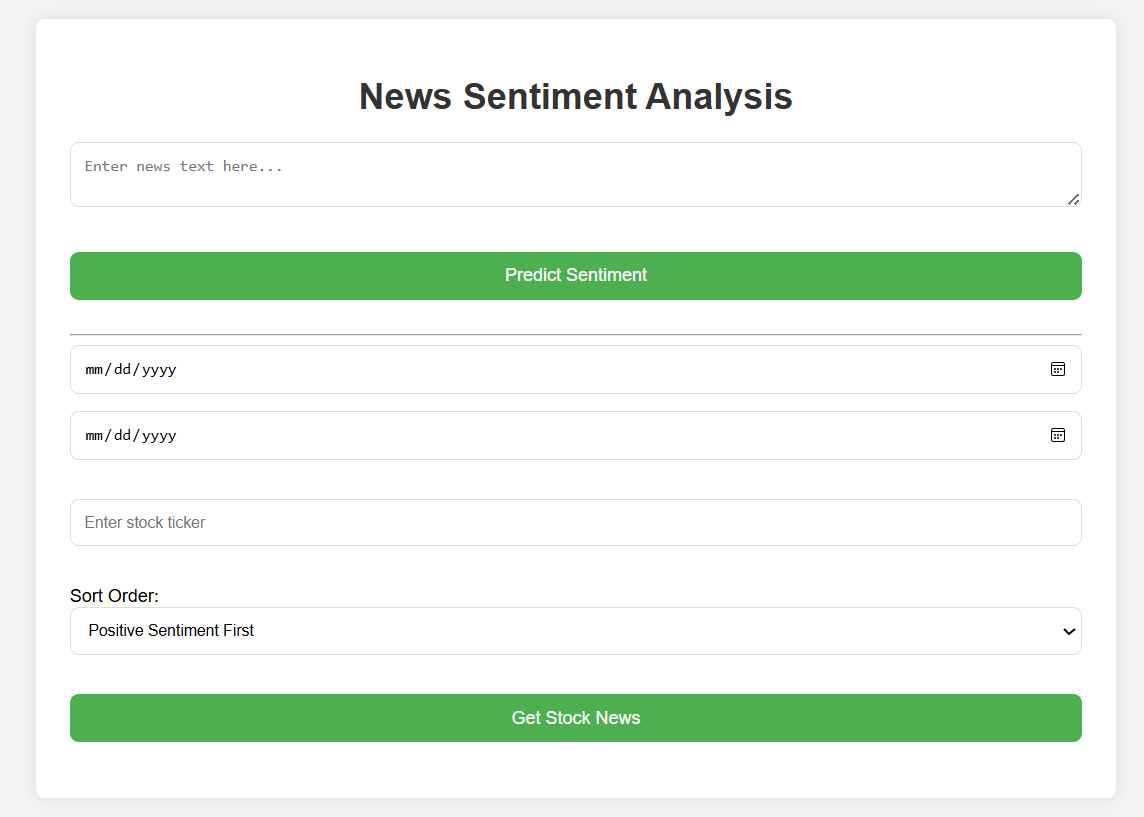 News Sentiment Analysis
Enter news text here...
Predict Sentiment
mm/dd/yyyy
mm/dd/yyyy
Enter stock ticker
Sort Order:
Positive Sentiment First
Get Stock News